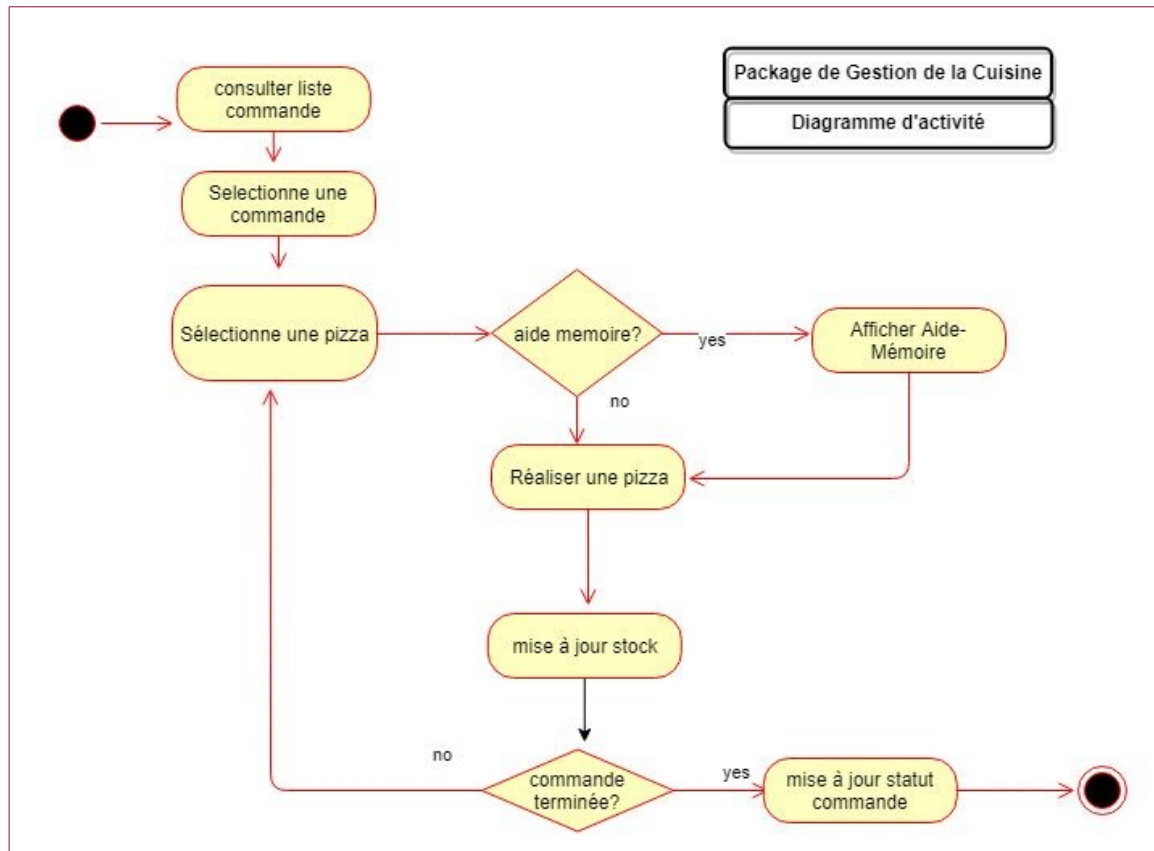 Package de Gestion de la Cuisine
Diagramme d'activité
consulter liste
commande
Selectionne une
commande
Sélectionne une pizza
aide memoire?
yes
Afficher Aide-
Mémoire
no
Réaliser une pizza
mise à jour stock
no
commande
terminée?
yes
mise à jour statut
commande